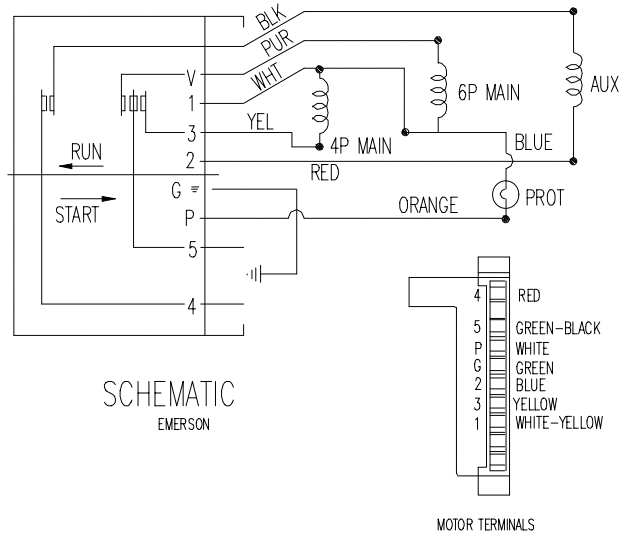 BLK
PUR
V
WHT
6P MAIN
AUX
1
YEL
3
4P MAIN
BLUE
RUN
2
RED
G
PROT
START
P
ORANGE
5
4
4 RED
5 GREEN-BLACK
P WHITE
G GREEN
2 BLUE
3 YELLOW
1 WHITE-YELLOW
SCHEMATIC
EMERSON
MOTOR TERMINALS